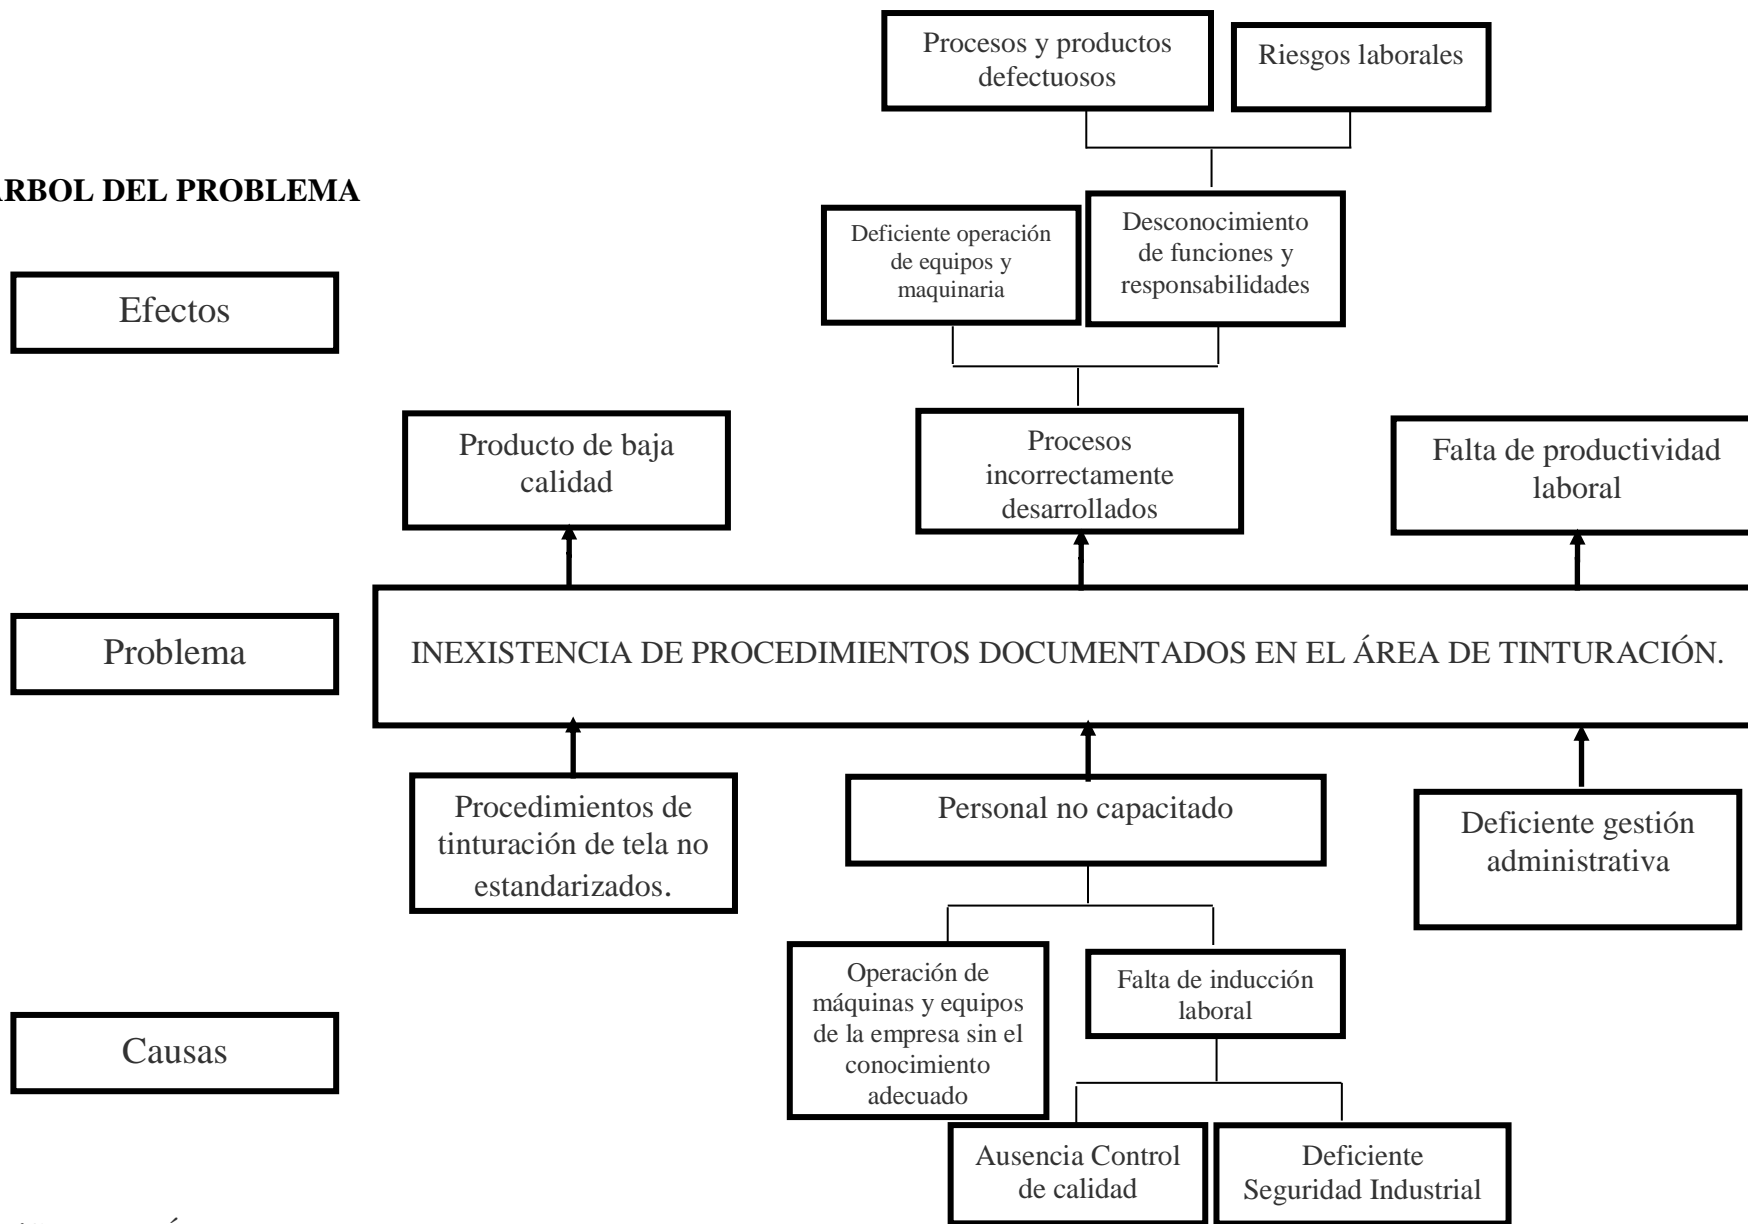 Procesos y productos
defectuosos
Riesgos laborales
RBOL DEL PROBLEMA
Deficiente operación
de equipos y
maquinaria
Desconocimiento
de funciones y
responsabilidades
Efectos
Producto de baja
calidad
Procesos
incorrectamente
desarrollados
Falta de productividad
laboral
Problema
INEXISTENCIA DE PROCEDIMIENTOS DOCUMENTADOS EN EL ÁREA DE TINTURACIÓN.
Procedimientos de
tinturación de tela no
estandarizados.
Personal no capacitado
Deficiente gestión
administrativa
Operación de
máquinas y equipos
de la empresa sin el
conocimiento
adecuado
Falta de inducción
laboral
Causas
Ausencia Control
de calidad
Deficiente
Seguridad Industrial